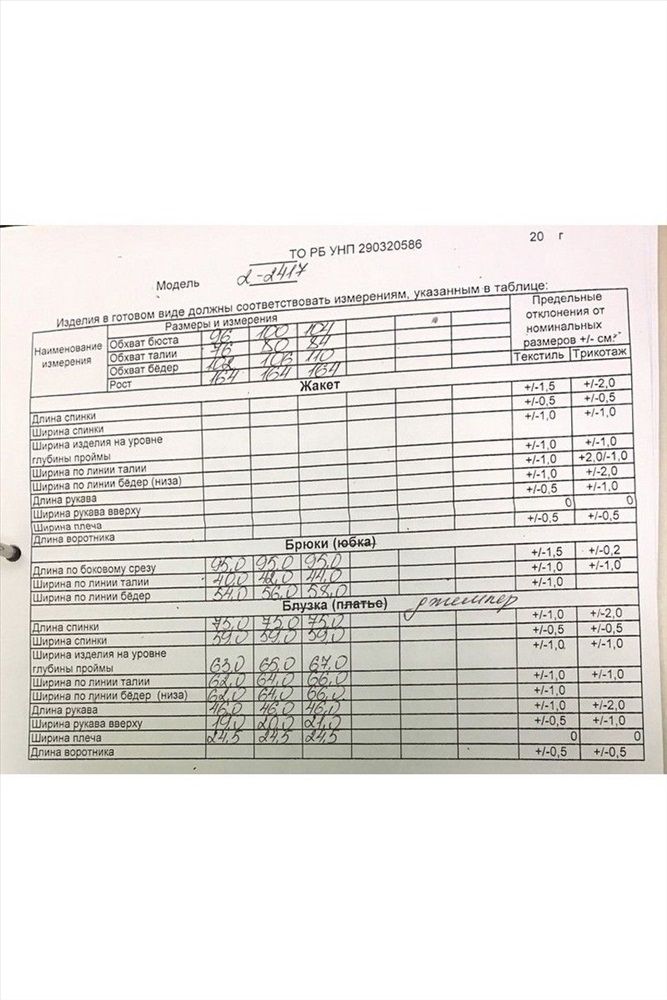 ТО РБ УНП 290320586
20 г
Модель 2-2417
Изделия в готовом виде должны соответствовать измерениям, указанным в таблице:
Наименование измерения
Размеры и измерения
Предельные отклонения от номинальных размеров +/- см.
Обхват бюста 96 100 104
Обхват талии 76 80 84
Обхват бёдер 102 106 110
Рост 164 164 164
Текстиль Трикотаж
Жакет
Длина спинки +/-1,5 +/-2,0
Ширина спинки +/-0,5 +/-0,5
Ширина изделия на уровне глубины проймы +/-1,0 +/-1,0
Ширина по линии талии +/-1,0 +/-1,0
Ширина по линии бёдер (низа) +/-1,0 +2,0/-1,0
Длина рукава +/-1,0 +/-2,0
Ширина рукава вверху +/-0,5 +/-1,0
Ширина плеча 0 0
Длина воротника +/-0,5 +/-0,5
Брюки (юбка)
Длина по боковому срезу 95,0 95,0 95,0 +/-1,5 +/-0,2
Ширина по линии талии 40,0 42,0 44,0 +/-1,0 +/-1,0
Ширина по линии бёдер 54,0 56,0 58,0 +/-1,0
Блузка (платье) джемпер
Длина спинки 75,0 75,0 75,0 +/-1,0 +/-2,0
Ширина спинки 59,0 59,0 59,0 +/-0,5 +/-0,5
Ширина изделия на уровне глубины проймы 63,0 65,0 67,0 +/-1,0 +/-1,0
Ширина по линии талии 62,0 64,0 66,0 +/-1,0 +/-1,0
Ширина по линии бёдер (низа) 62,0 64,0 66,0 +/-1,0
Длина рукава 46,0 46,0 46,0 +/-1,0 +/-2,0
Ширина рукава вверху 19,0 20,0 21,0 +/-0,5 +/-1,0
Ширина плеча 24,5 24,5 24,5 0 0
Длина воротника +/-0,5 +/-0,5